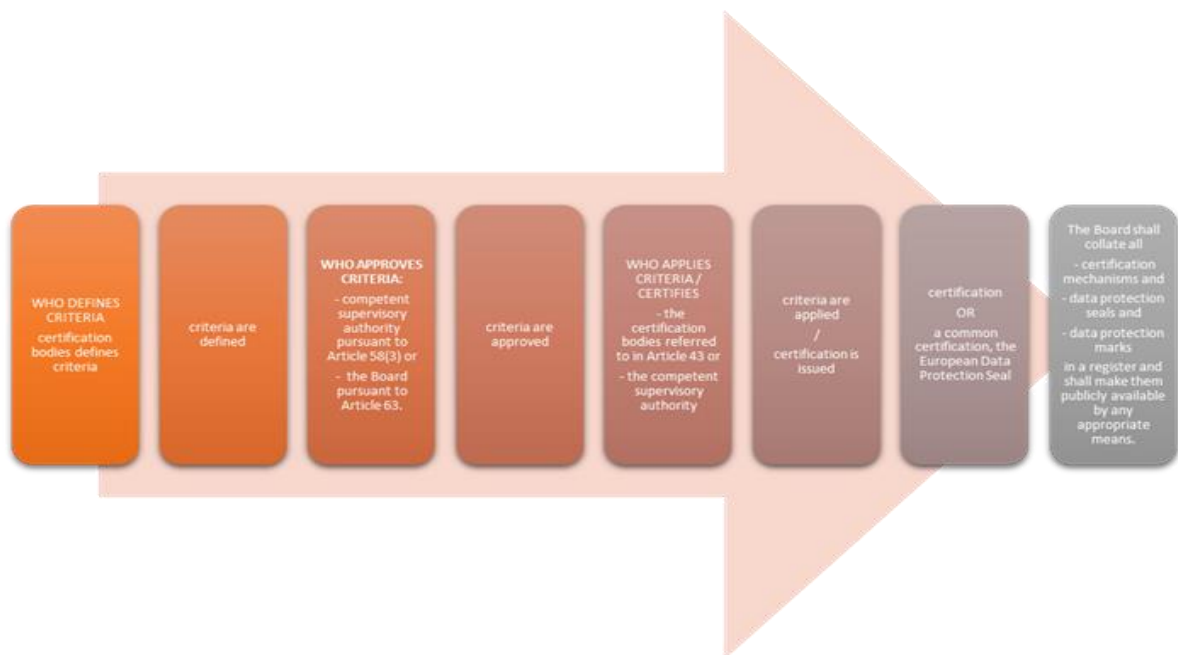 WHO DEFINES
CRITERIA
certification
bodies defines
criteria
criteria are
defined
WHO APPROVES
CRITERIA:
- competent
supervisory
authority
pursuant to
Article 58(3) or
- the Board
pursuant to
Article 63.
criteria are
approved
WHO APPLIES
CRITERIA /
CERTIFIES
- the
certification
bodies referred
to in Article 43 or
- the competent
supervisory
authority
criteria are
applied
/
certification is
issued
certification
OR
a common
certification, the
European Data
Protection Seal
The Board shall
collate all
- certification
mechanisms and
- data protection
seals and
- data protection
marks
in a register and
shall make them
publicly available
by any
appropriate
means.